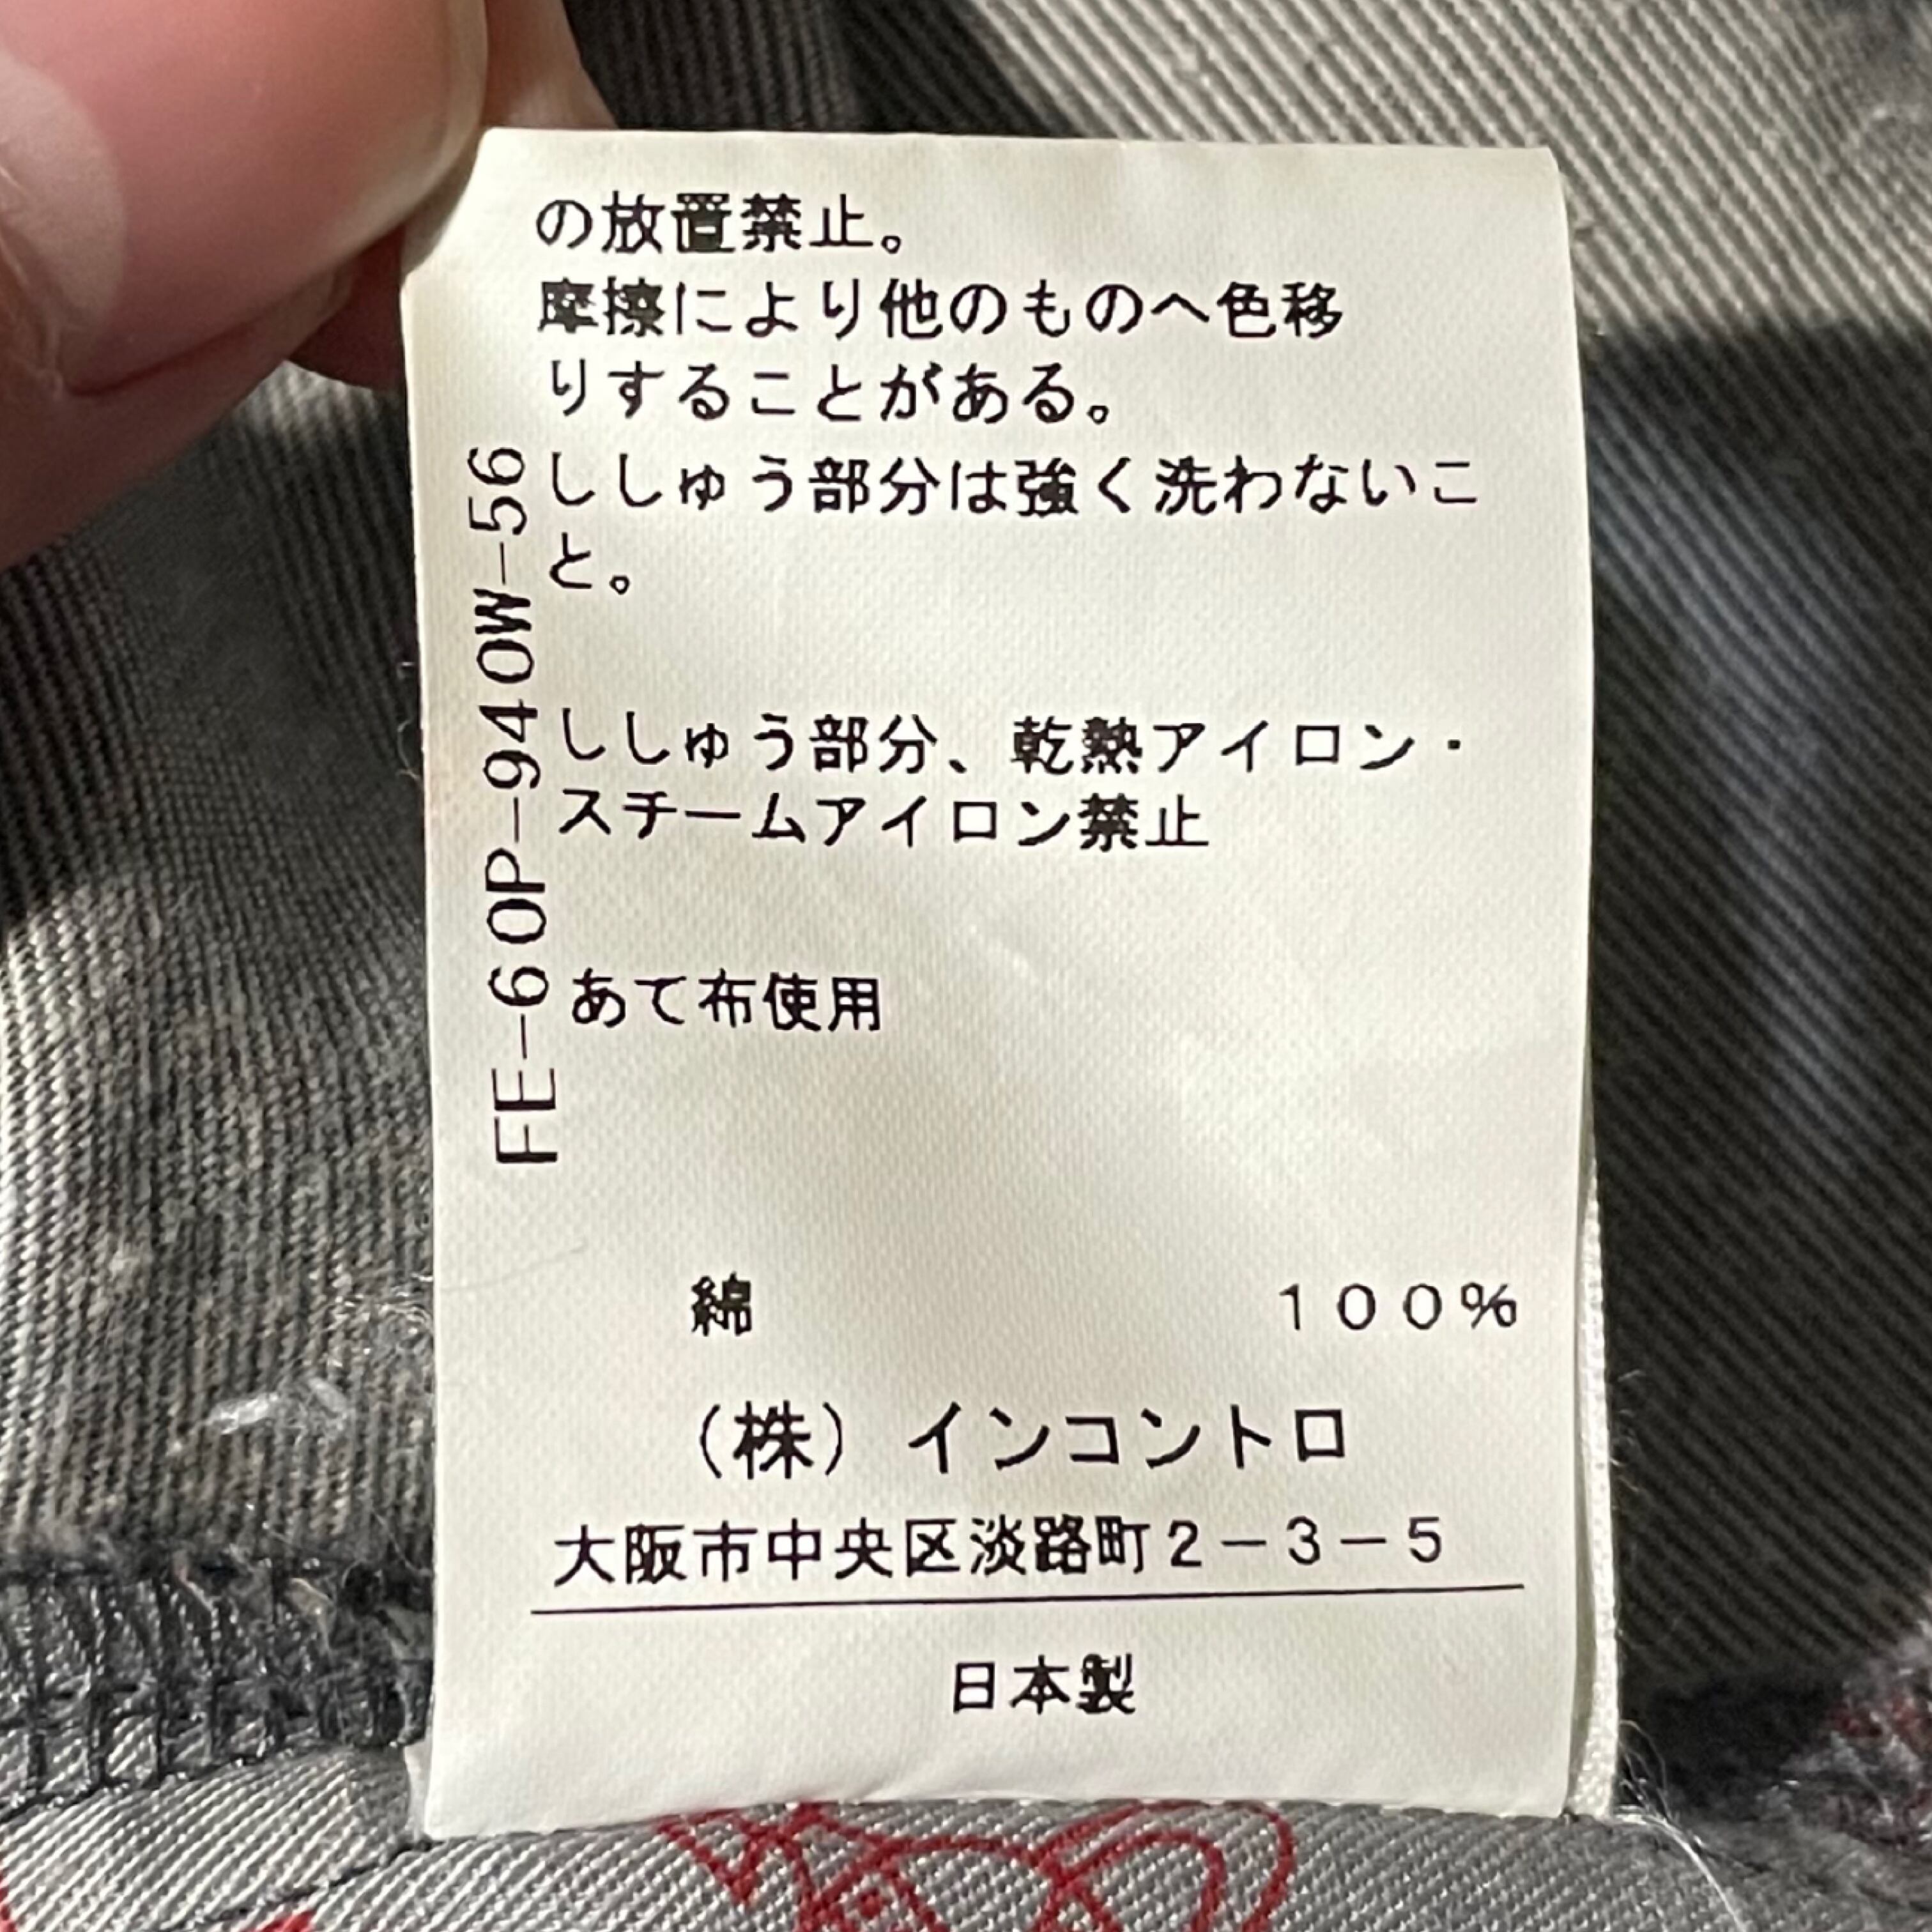 の放置禁止。
摩擦により他のものへ色移
りすることがある。
ししゅう部分は強く洗わないこ
と。
ししゅう部分、乾熱アイロン・
スチームアイロン禁止
あて布使用
FE-60P-940W-56
綿 100%
(株)インコントロ
大阪市中央区淡路町2-3-5
日本製